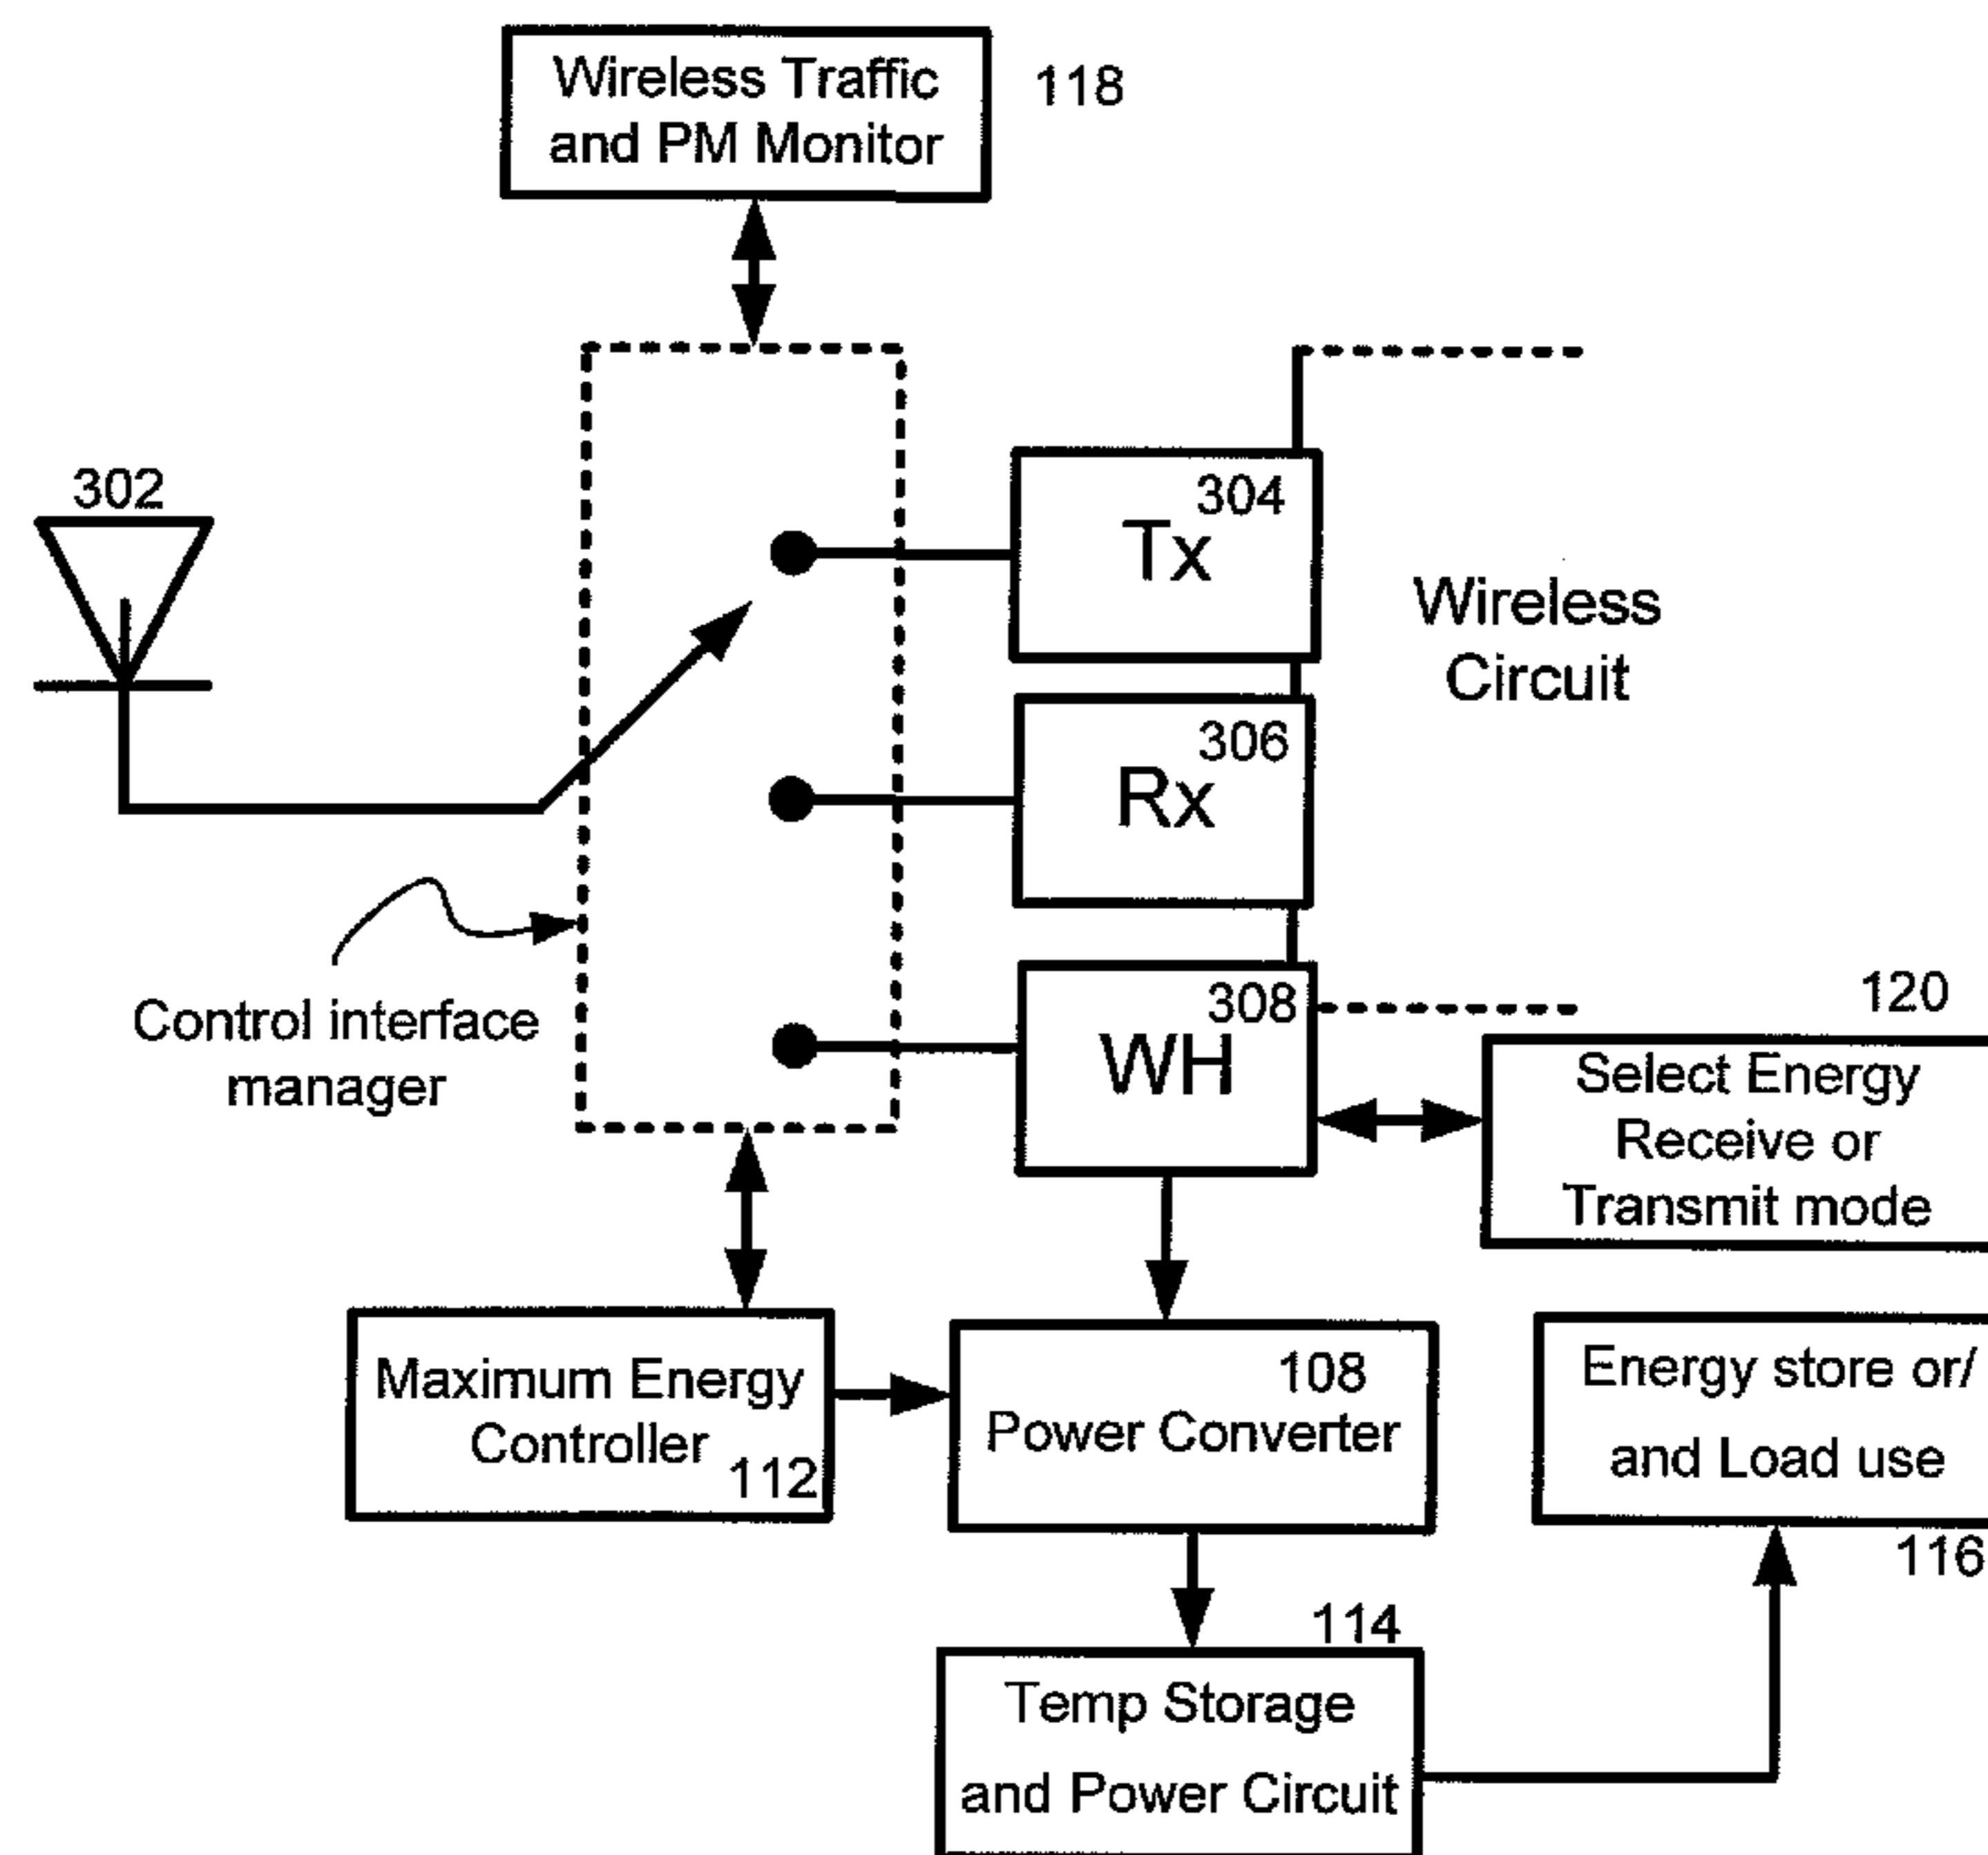 Wireless Traffic
and PM Monitor
118
302
304
Tx
Wireless
Circuit
306
Rx
Control interface
manager
308
WH
120
Select Energy
Receive or
Transmit mode
Maximum Energy
Controller
112
108
Power Converter
Energy store or/
and Load use
116
114
Temp Storage
and Power Circuit